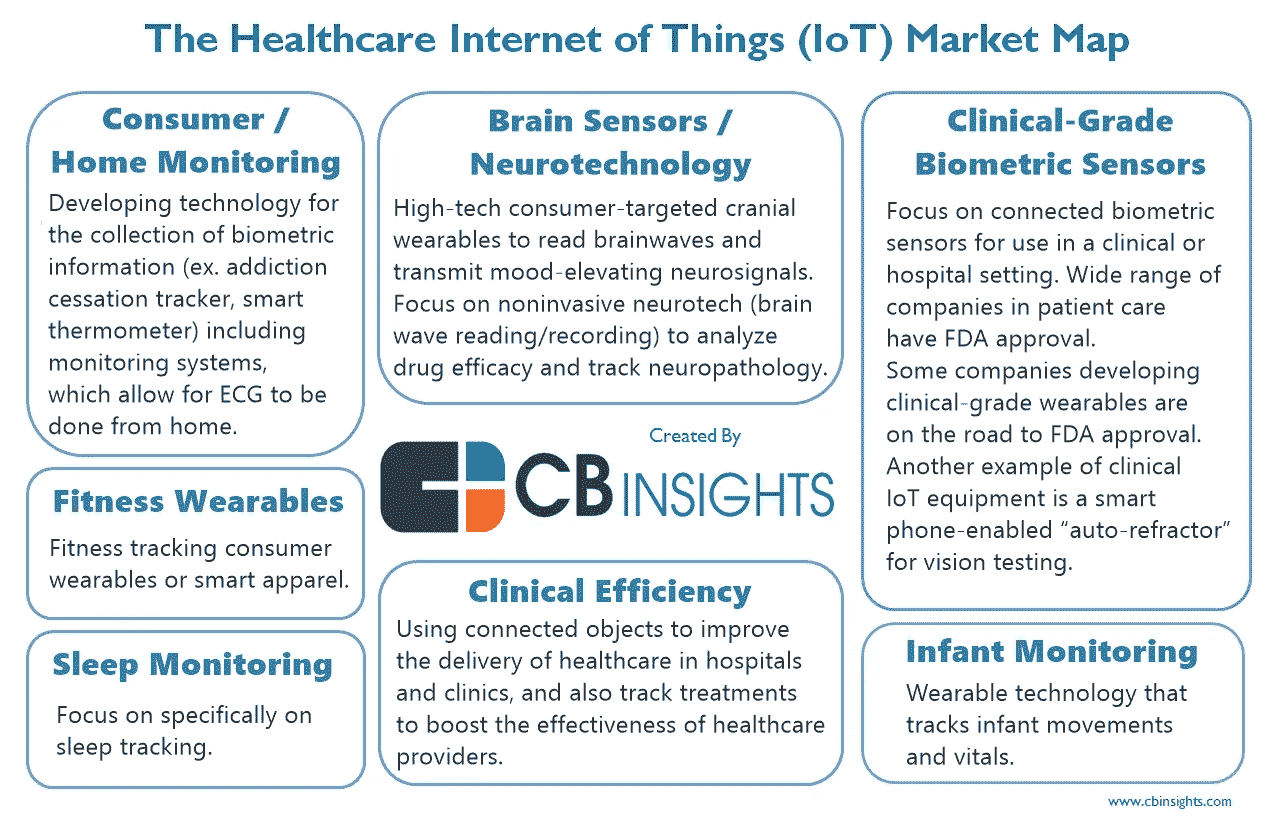 The Healthcare Internet of Things (IoT) Market Map
Consumer /
Home Monitoring
Developing technology for
the collection of biometric
information (ex. addiction
cessation tracker, smart
thermometer) including
monitoring systems,
which allow for ECG to be
done from home.
Fitness Wearables
Fitness tracking consumer
wearables or smart apparel.
Sleep Monitoring
Focus on specifically on
sleep tracking.
Brain Sensors /
Neurotechnology
High-tech consumer-targeted cranial
wearables to read brainwaves and
transmit mood-elevating neurosignals.
Focus on noninvasive neurotech (brain
wave reading/recording) to analyze
drug efficacy and track neuropathology.
Created By
CB INSIGHTS
Clinical Efficiency
Using connected objects to improve
the delivery of healthcare in hospitals
and clinics, and also track treatments
to boost the effectiveness of healthcare
providers.
Clinical-Grade
Biometric Sensors
Focus on connected biometric
sensors for use in a clinical or
hospital setting. Wide range of
companies in patient care
have FDA approval.
Some companies developing
clinical-grade wearables are
on the road to FDA approval.
Another example of clinical
IoT equipment is a smart
phone-enabled “auto-refractor”
for vision testing.
Infant Monitoring
Wearable technology that
tracks infant movements
and vitals.
www.cbinsights.com